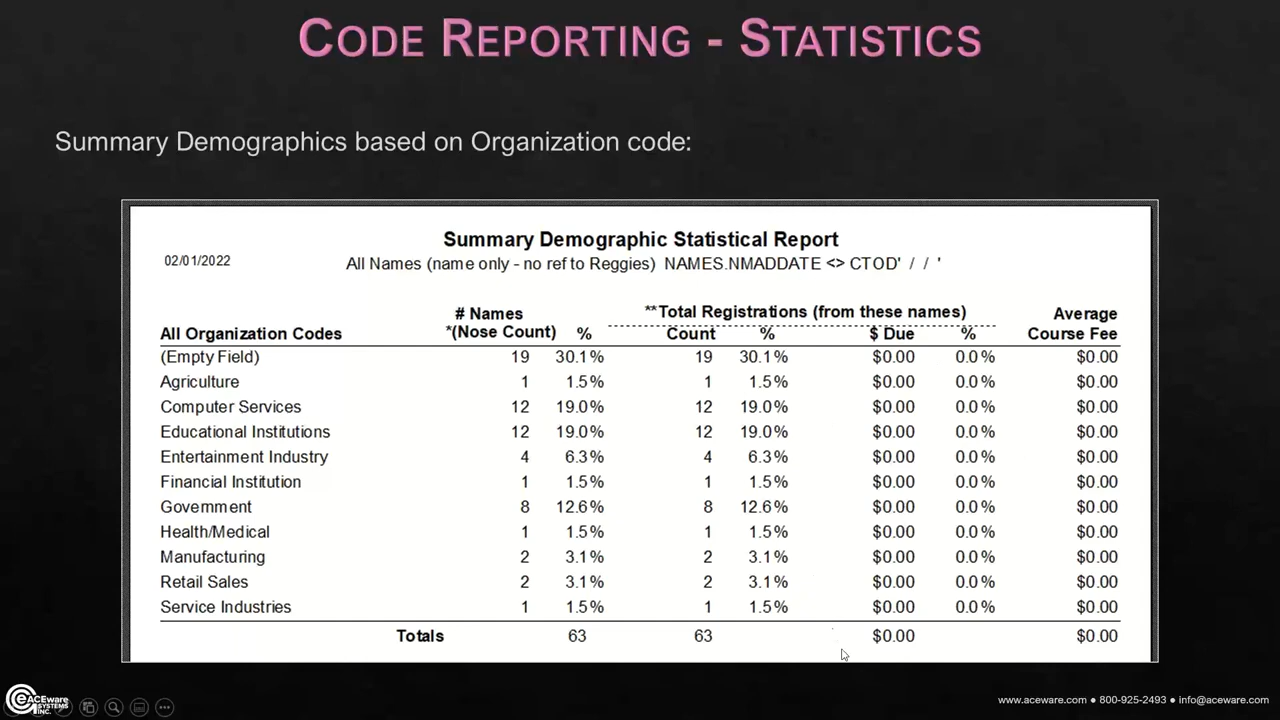 CODE REPORTING - STATISTICS
Summary Demographics based on Organization code:
Summary Demographic Statistical Report
02/01/2022 All Names (name only - no ref to Reggies) NAMES.NMADDATE <> CTOD' / / '
# Names **Total Registrations (from these names) Average
All Organization Codes *(Nose Count) % Count % $ Due % Course Fee
(Empty Field) 19 30.1% 19 30.1% $0.00 0.0% $0.00
Agriculture 1 1.5% 1 1.5% $0.00 0.0% $0.00
Computer Services 12 19.0% 12 19.0% $0.00 0.0% $0.00
Educational Institutions 12 19.0% 12 19.0% $0.00 0.0% $0.00
Entertainment Industry 4 6.3% 4 6.3% $0.00 0.0% $0.00
Financial Institution 1 1.5% 1 1.5% $0.00 0.0% $0.00
Government 8 12.6% 8 12.6% $0.00 0.0% $0.00
Health/Medical 1 1.5% 1 1.5% $0.00 0.0% $0.00
Manufacturing 2 3.1% 2 3.1% $0.00 0.0% $0.00
Retail Sales 2 3.1% 2 3.1% $0.00 0.0% $0.00
Service Industries 1 1.5% 1 1.5% $0.00 0.0% $0.00
Totals 63 63 $0.00 $0.00
ACEware
SYSTEMS
INC.
www.aceware.com ● 800-925-2493 ● info@aceware.com